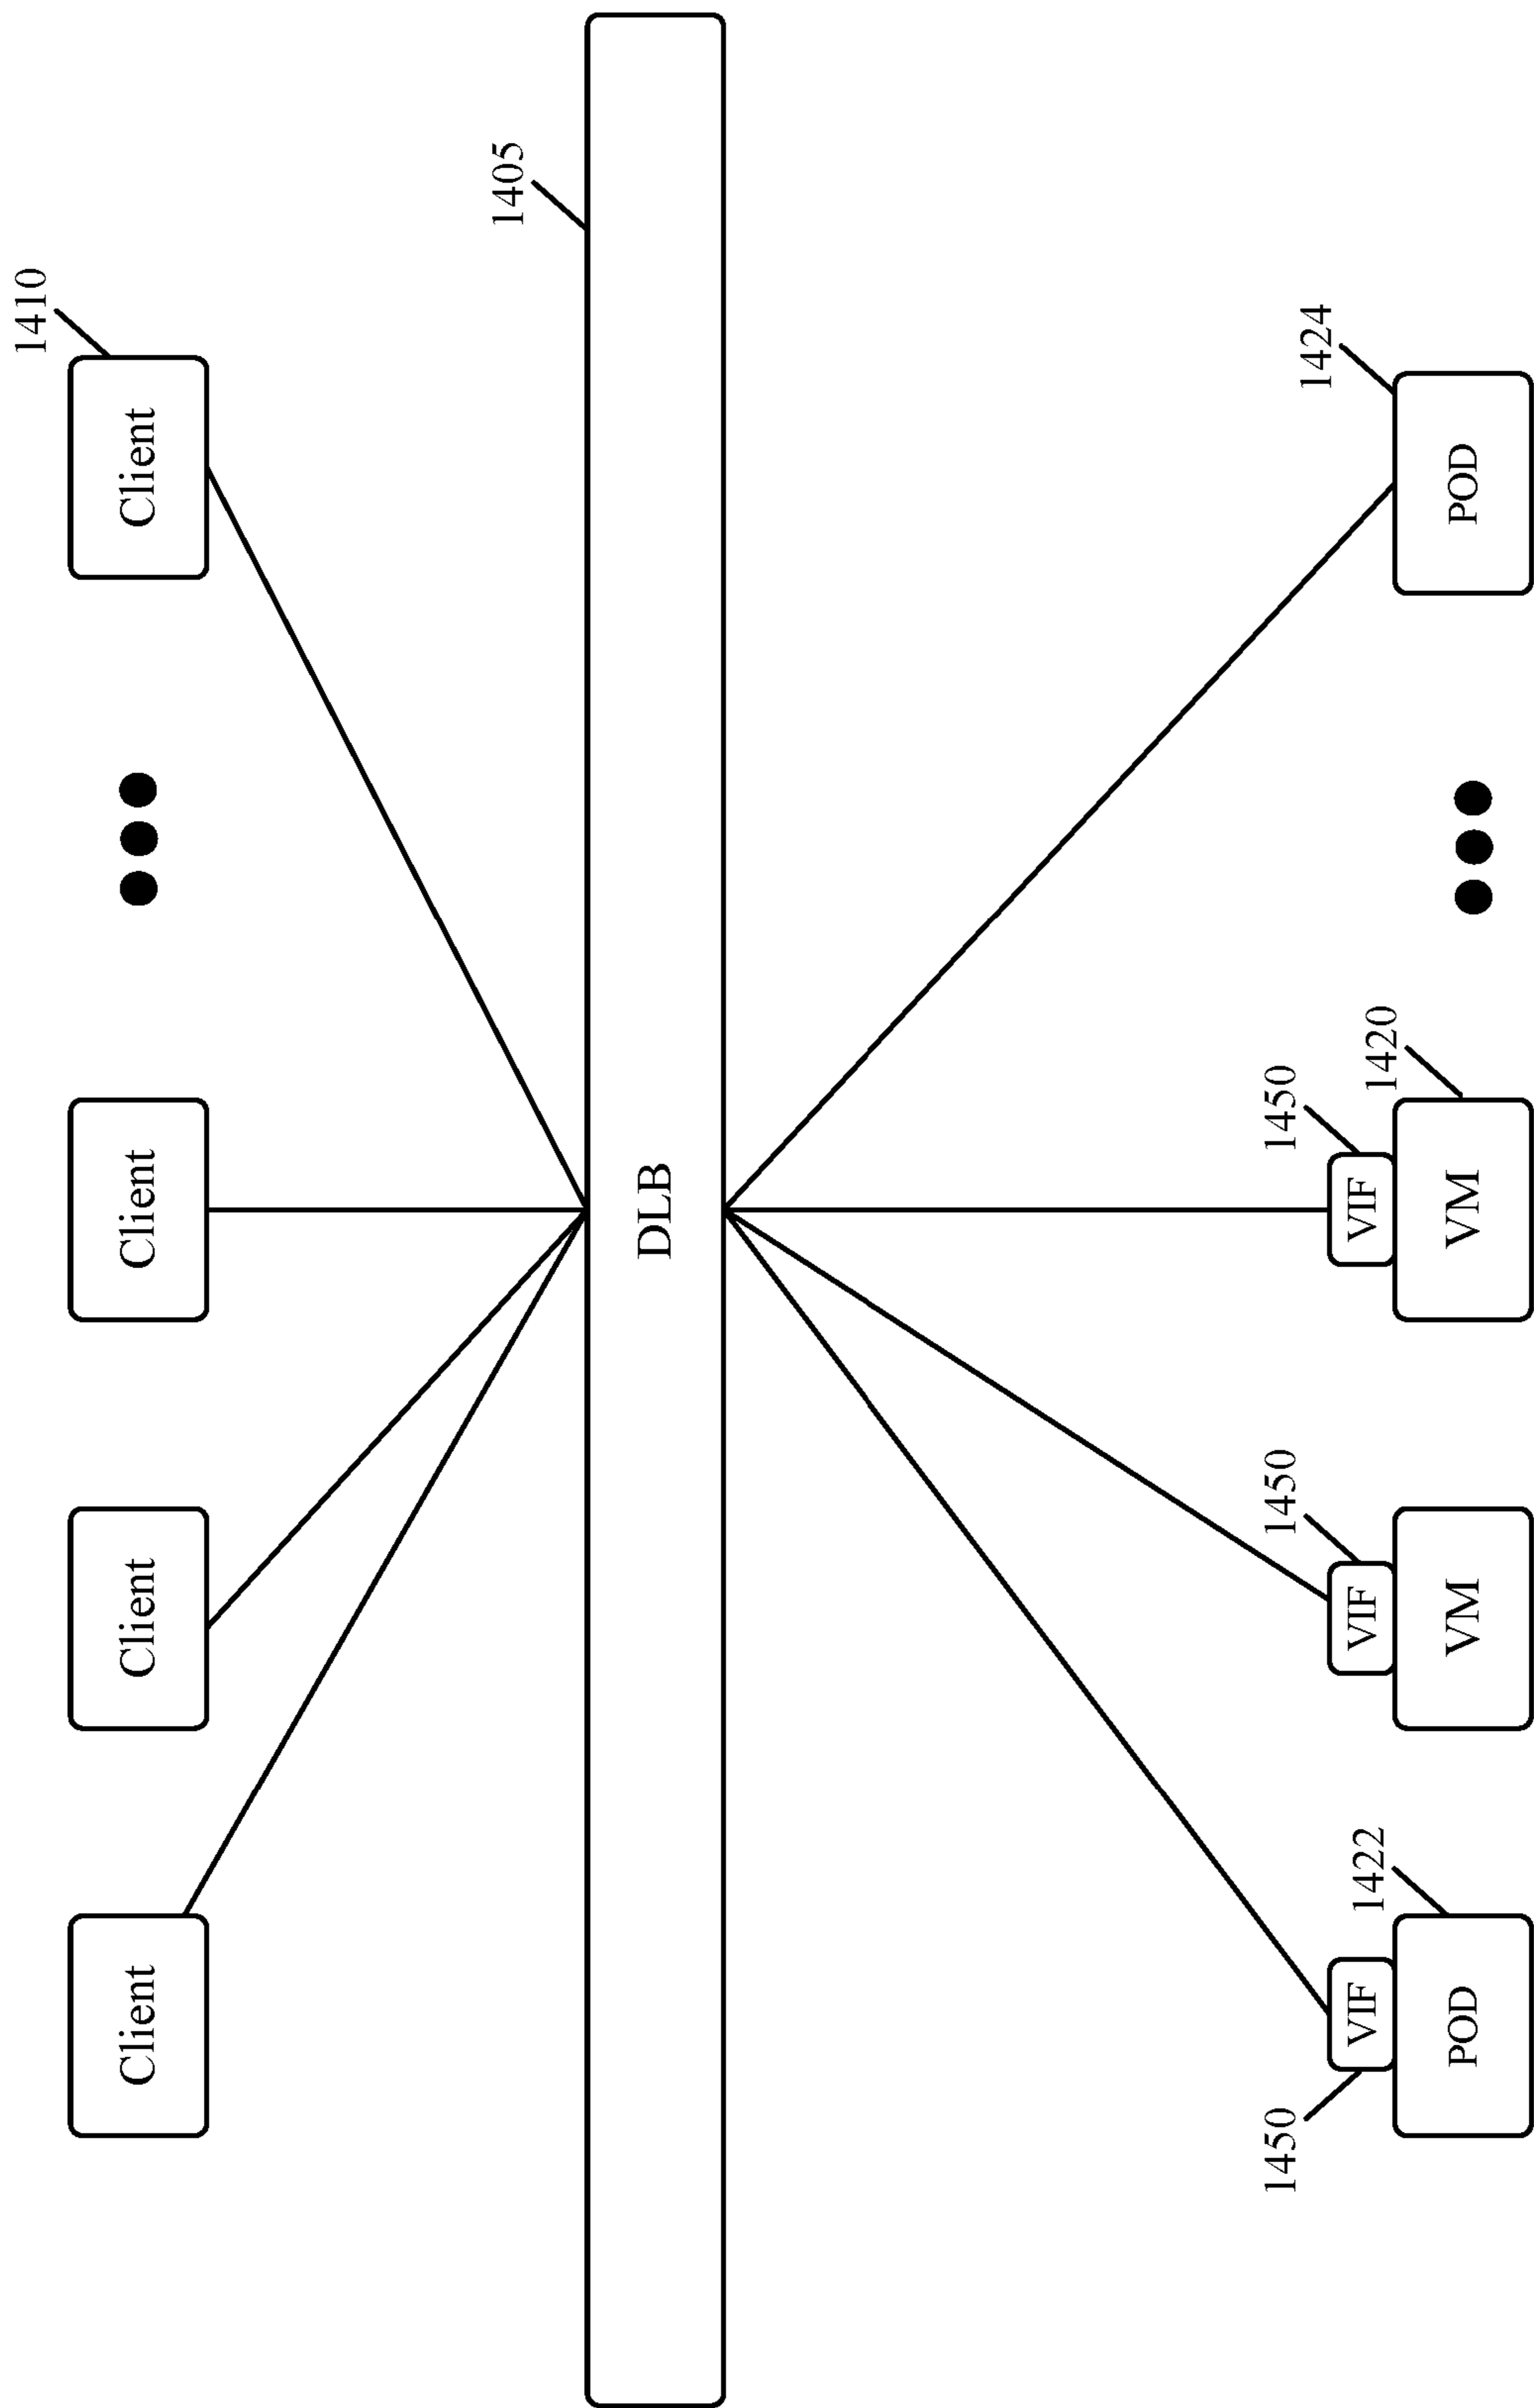 1410
Client
Client
Client
Client
1405
DLB
1450
1450
1450
1424
VIF
1422
VIF
VIF
1420
POD
VM
VM
POD